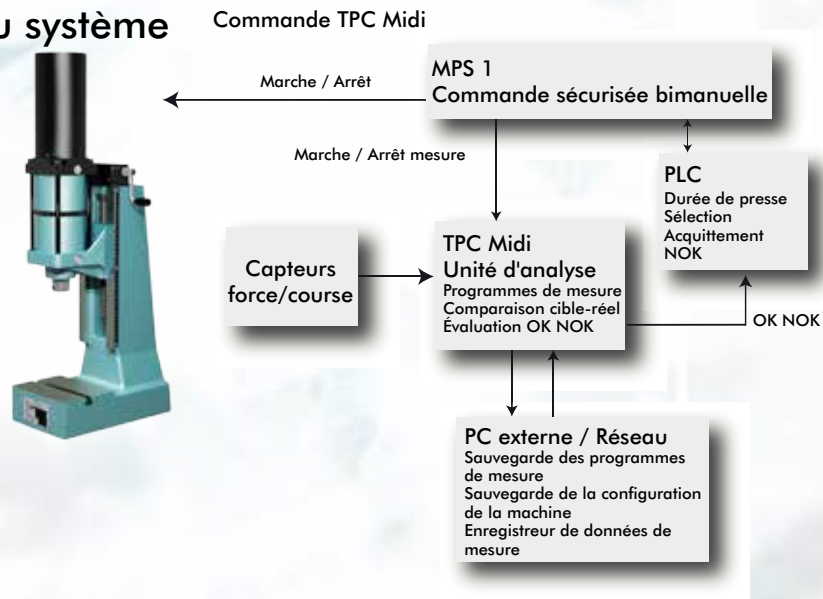 u système
Commande TPC Midi
Marche / Arrêt
MPS 1
Commande sécurisée bimanuelle
Marche / Arrêt mesure
PLC
Durée de presse
Sélection
Acquittement
NOK
Capteurs
force/course
TPC Midi
Unité d'analyse
Programmes de mesure
Comparaison cible-réel
Évaluation OK NOK
OK NOK
PC externe / Réseau
Sauvegarde des programmes
de mesure
Sauvegarde de la configuration
de la machine
Enregistreur de données de
mesure